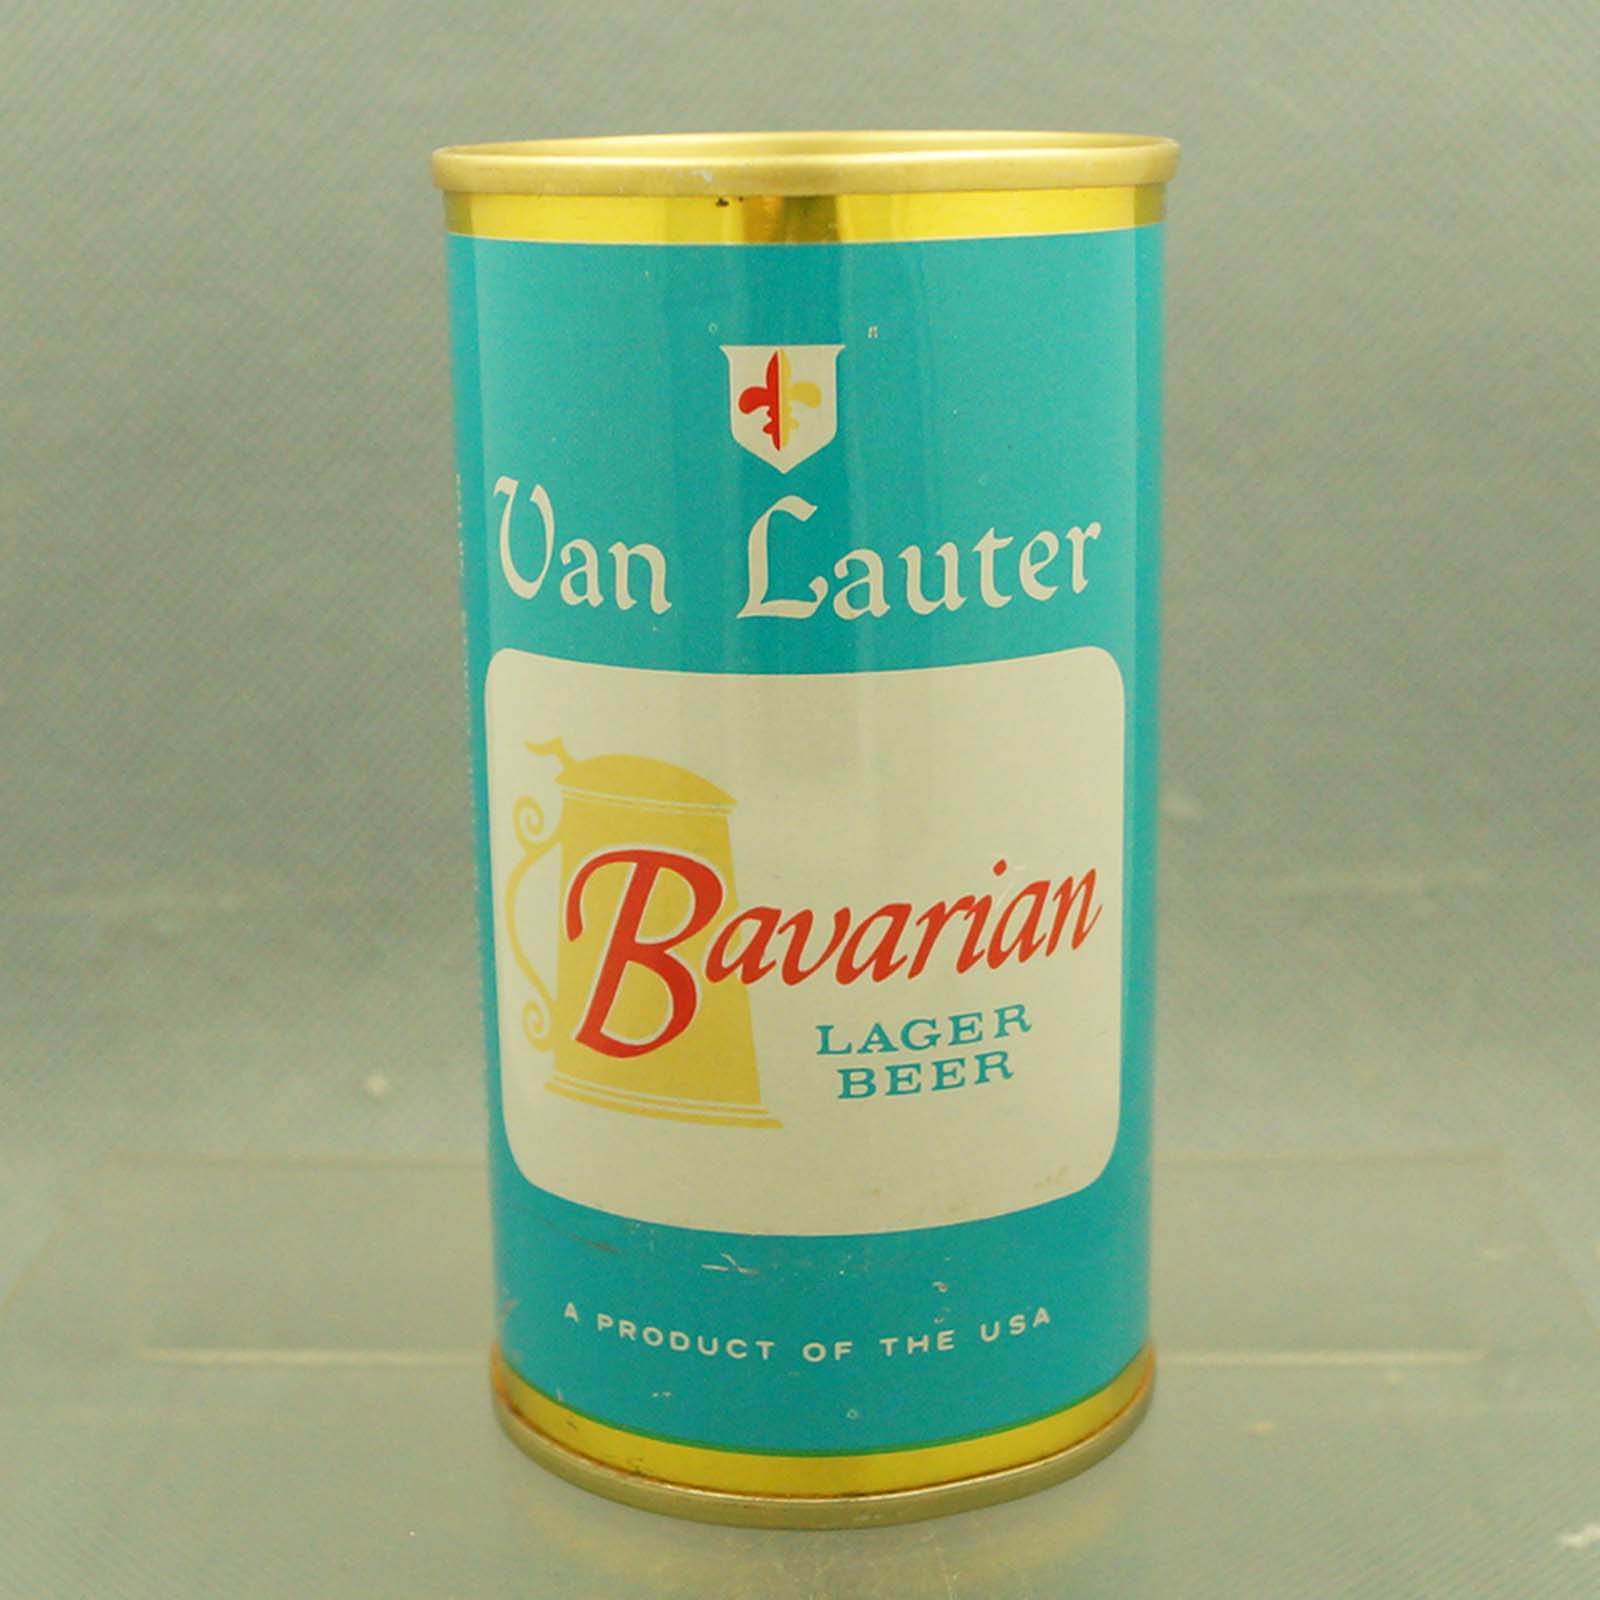 Van Lauter
Bavarian
LAGER
BEER
A PRODUCT OF THE USA